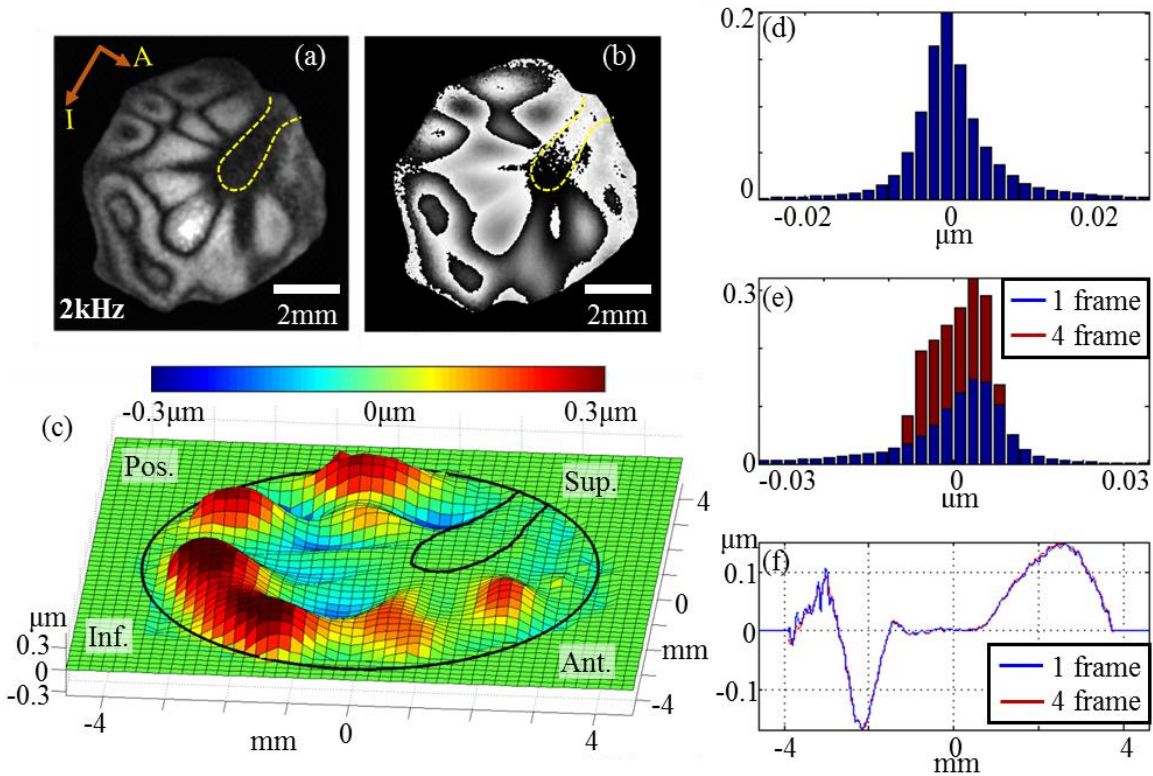 (a)
A
I
2kHz
2mm
(b)
2mm
-0.3μm 0μm 0.3μm
(c)
Pos.
Sup.
Inf.
Ant.
μm
0.3
0
-0.3
-4 0 4
mm
4
0
mm
-4
(d)
0.2
0
-0.02 0 0.02
μm
(e)
0.3
0
1 frame
4 frame
-0.03 0 0.03
μm
(f)
μm
0.1
0
-0.1
1 frame
4 frame
-4 -2 0 2 4
mm